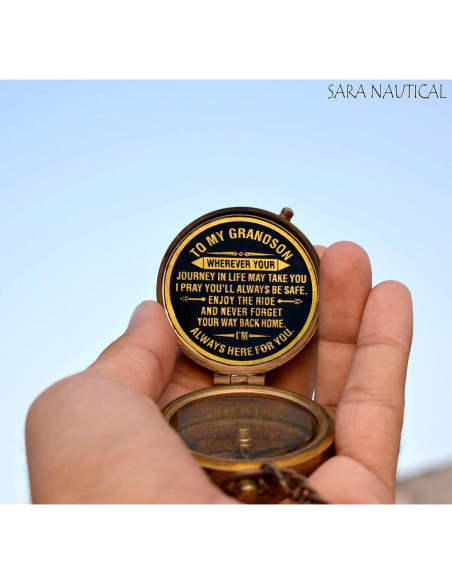 SARA NAUTICAL
TO MY GRANDSON
WHEREVER YOUR
JOURNEY IN LIFE MAY TAKE YOU
I PRAY YOU'LL ALWAYS BE SAFE.
ENJOY THE RIDE
AND NEVER FORGET
YOUR WAY BACK HOME.
I'M
ALWAYS HERE FOR YOU.